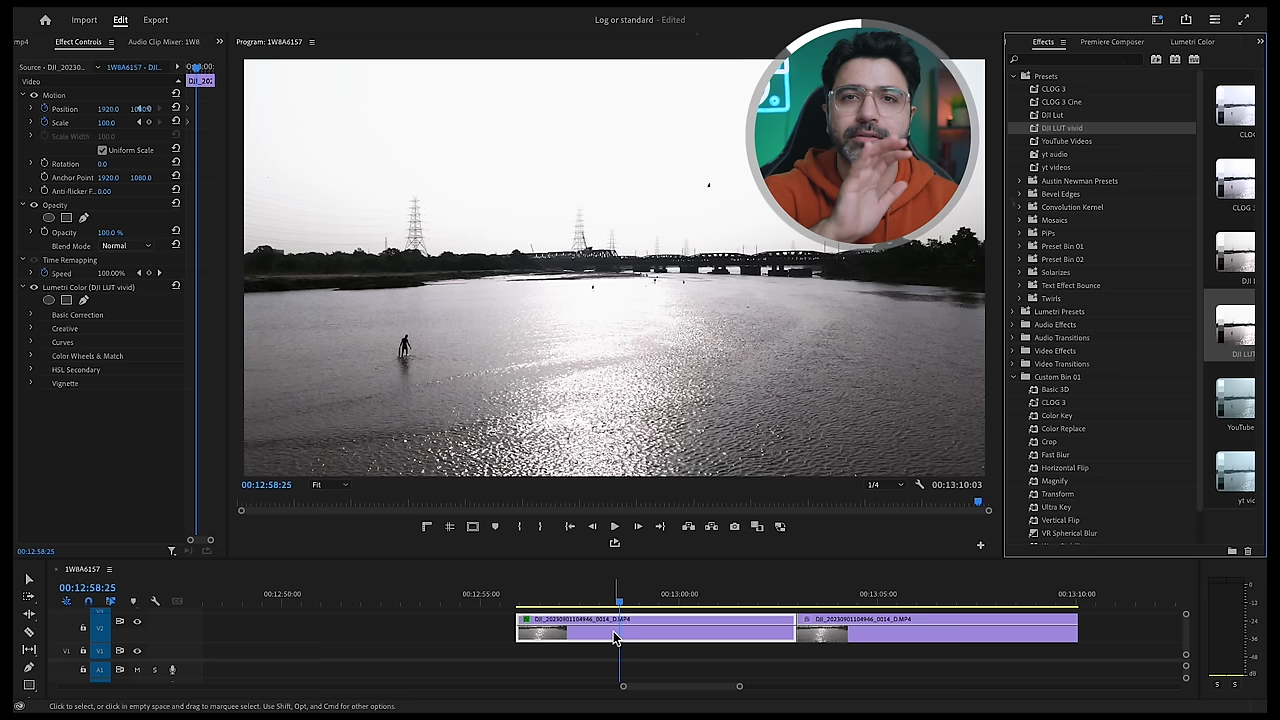 Import Edit Export
Log or standard - Edited
mp4 Effect Controls Audio Clip Mixer: 1W8
Source • DJI_20230... 1W8A6157 • DJI... 00:00:
Video DJI_202
Motion
Position 1920.0
Scale 100.0
Scale Width 100.0
Uniform Scale
Rotation 0.0
Anchor Point 1920.0 1080.0
Anti-flicker F... 0.00
Opacity
Opacity 100.0 %
Blend Mode Normal
Time Remapping
Speed 100.00%
Lumetri Color (DJI LUT vivid)
Basic Correction
Creative
Curves
Color Wheels & Match
HSL Secondary
Vignette
00:12:58:25
Program: 1W8A6157
00:12:58:25 Fit 1/4 00:13:10:03
Effects Premiere Composer Lumetri Color
Presets
CLOG 3
CLOG 3 Cine
DJI Lut
DJI LUT vivid
YouTube Videos
yt audio
yt videos
Austin Newman Presets
Bevel Edges
Convolution Kernel
Mosaics
PiPs
Preset Bin 01
Preset Bin 02
Solarizes
Text Effect Bounce
Twirls
Lumetri Presets
Audio Effects
Audio Transitions
Video Effects
Video Transitions
Custom Bin 01
Basic 3D
CLOG 3
Color Key
Color Replace
Crop
Fast Blur
Horizontal Flip
Magnify
Transform
Ultra Key
Vertical Flip
VR Spherical Blur
CLO
CLOG
DJI
DJI LUT
YouTube
yt vi
1W8A6157
00:12:58:25
00:12:50:00 00:12:55:00 00:13:00:00 00:13:05:00 00:13:10:00
V2
DJI_20230901104946_0014_D.MP4 DJI_20230901104946_0014_D.MP4
V1 V1
A1 M S
0
-12
-24
-36
-48
dB
S S
Click to select, or click in empty space and drag to marquee select. Use Shift, Opt, and Cmd for other options.